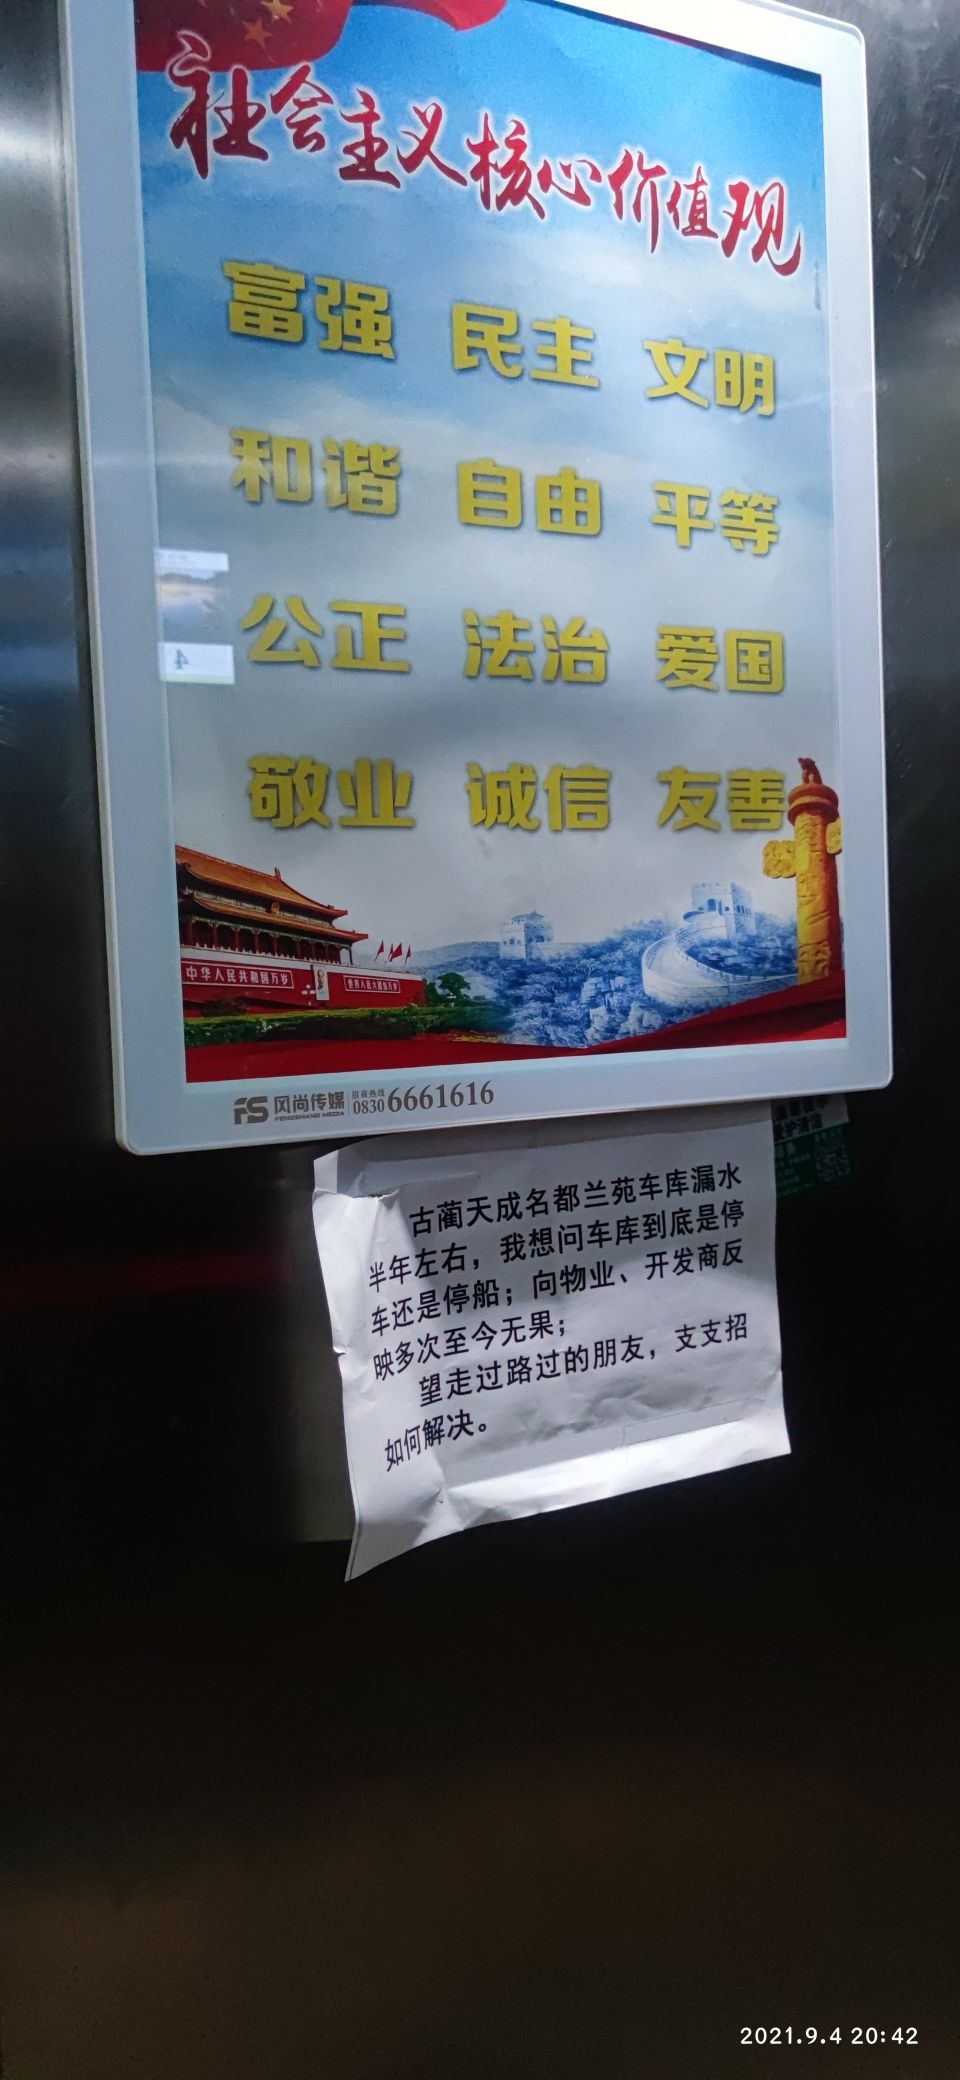 社会主义核心价值观
富强 民主 文明
和谐 自由 平等
公正 法治 爱国
敬业 诚信 友善
中华人民共和国万岁
世界人民大团结万岁
FS 风尚传媒 FENGSHANG MEDIA 招商热线 0830 6661616
古蔺天成名都兰苑车库漏水
半年左右，我想问车库到底是停
车还是停船；向物业、开发商反
映多次至今无果；
望走过路过的朋友，支支招
如何解决。
4
2021.9.4 20:42